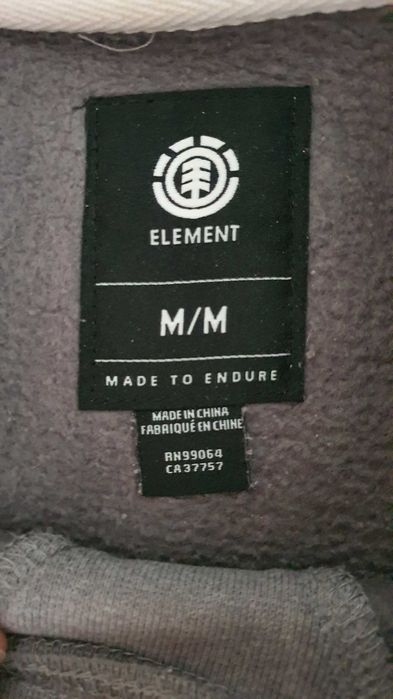 ELEMENT
M/M
MADE TO ENDURE
MADE IN CHINA
FABRIQUÉ EN CHINE
RN99064
CA37757